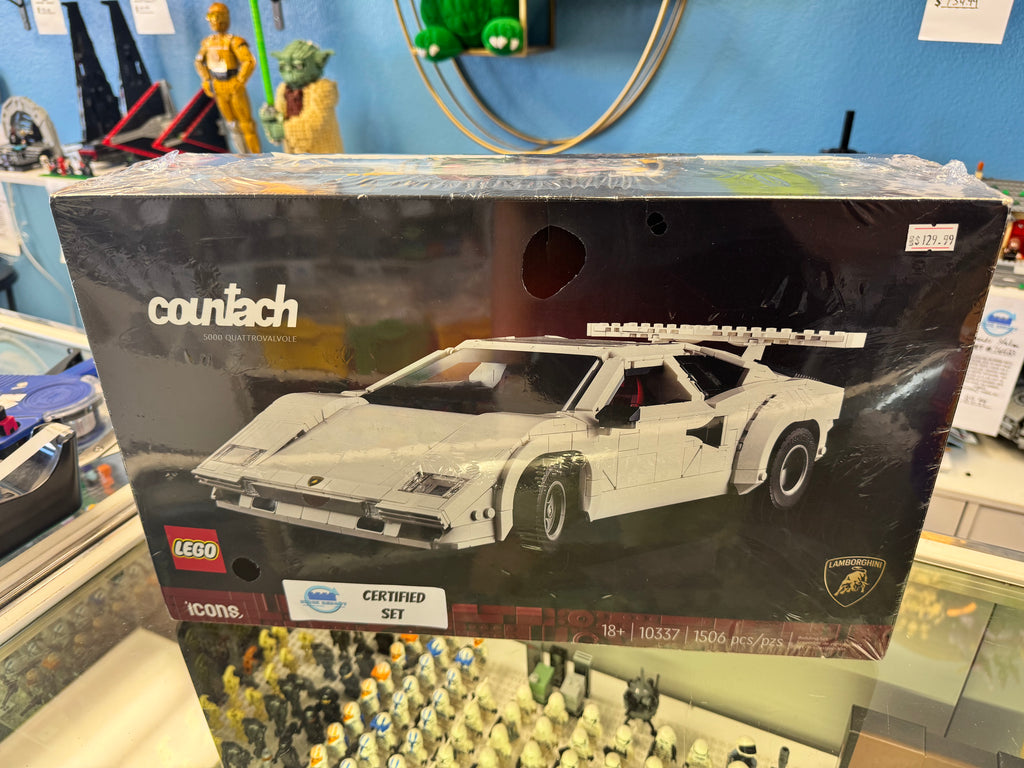 $129.99
countach
5000 QUATTROVALVOLE
LEGO
LAMBORGHINI
CERTIFIED
SET
icons
18+ | 10337 | 1506 pcs/pzs